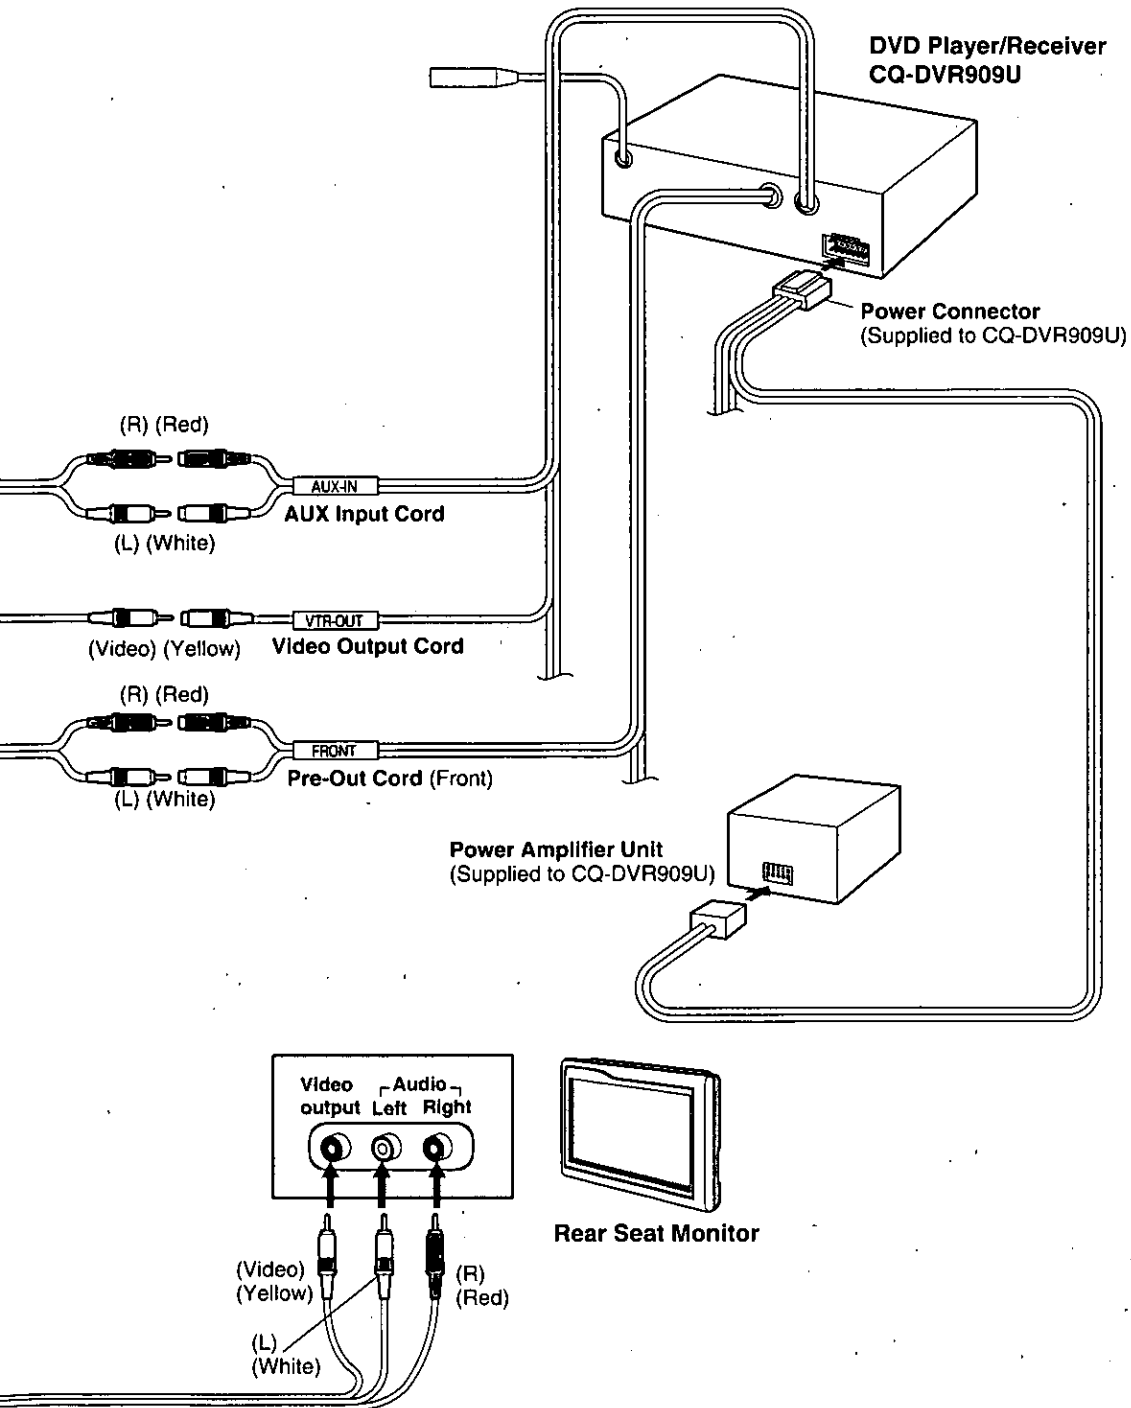 DVD Player/Receiver
CQ-DVR909U
Power Connector
(Supplied to CQ-DVR909U)
(R) (Red)
AUX-IN
AUX Input Cord
(L) (White)
VTR-OUT
(Video) (Yellow)
Video Output Cord
(R) (Red)
FRONT
Pre-Out Cord (Front)
(L) (White)
Power Amplifier Unit
(Supplied to CQ-DVR909U)
Video output
Audio
Left Right
Rear Seat Monitor
(Video)
(Yellow)
(R)
(Red)
(L)
(White)